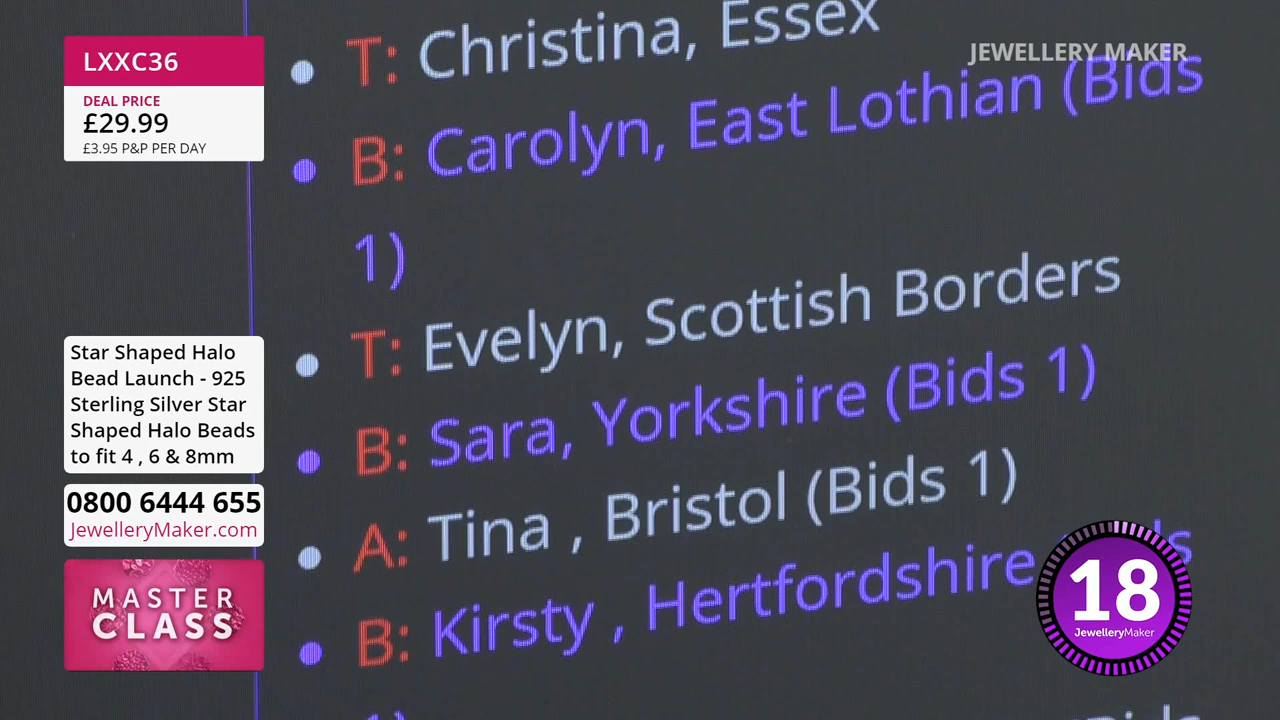 LXXC36
DEAL PRICE
£29.99
£3.95 P&P PER DAY
JEWELLERY MAKER
T: Christina, Essex
B: Carolyn, East Lothian (Bids
1)
T: Evelyn, Scottish Borders
B: Sara, Yorkshire (Bids 1)
A: Tina , Bristol (Bids 1)
B: Kirsty , Hertfordshire
Star Shaped Halo
Bead Launch - 925
Sterling Silver Star
Shaped Halo Beads
to fit 4 , 6 & 8mm
0800 6444 655
JewelleryMaker.com
MASTER
CLASS
18
JewelleryMaker